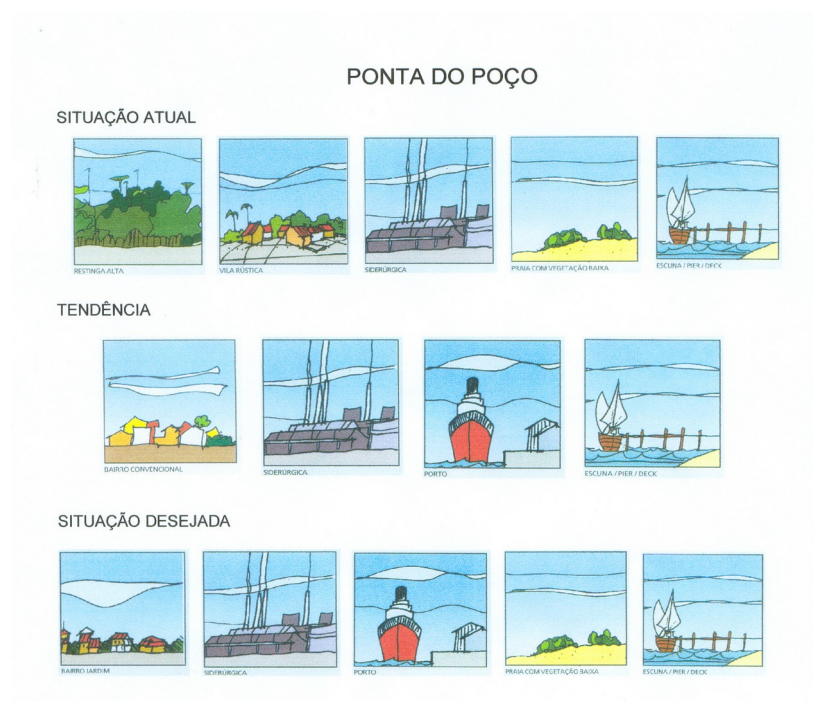 PONTA DO POÇO
SITUAÇÃO ATUAL
RESTINGA ALTA
VILA RÚSTICA
SIDERÚRGICA
PRAIA COM VEGETAÇÃO BAIXA
ESCUNA / PIER / DECK
TENDÊNCIA
BAIRRO CONVENCIONAL
SIDERÚRGICA
PORTO
ESCUNA / PIER / DECK
SITUAÇÃO DESEJADA
BAIRRO JARDIM
SIDERÚRGICA
PORTO
PRAIA COM VEGETAÇÃO BAIXA
ESCUNA / PIER / DECK